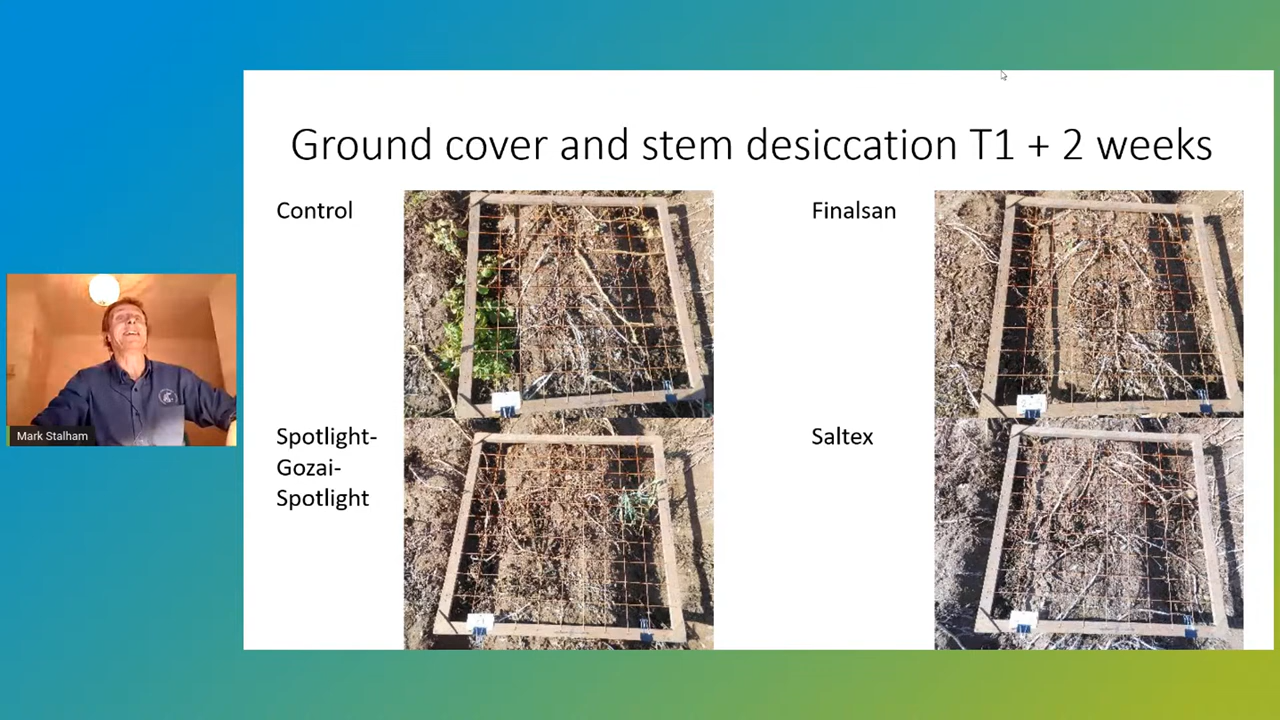 Ground cover and stem desiccation T1 + 2 weeks
Control
Finalsan
Spotlight-
Gozai-
Spotlight
Saltex
Mark Stalham